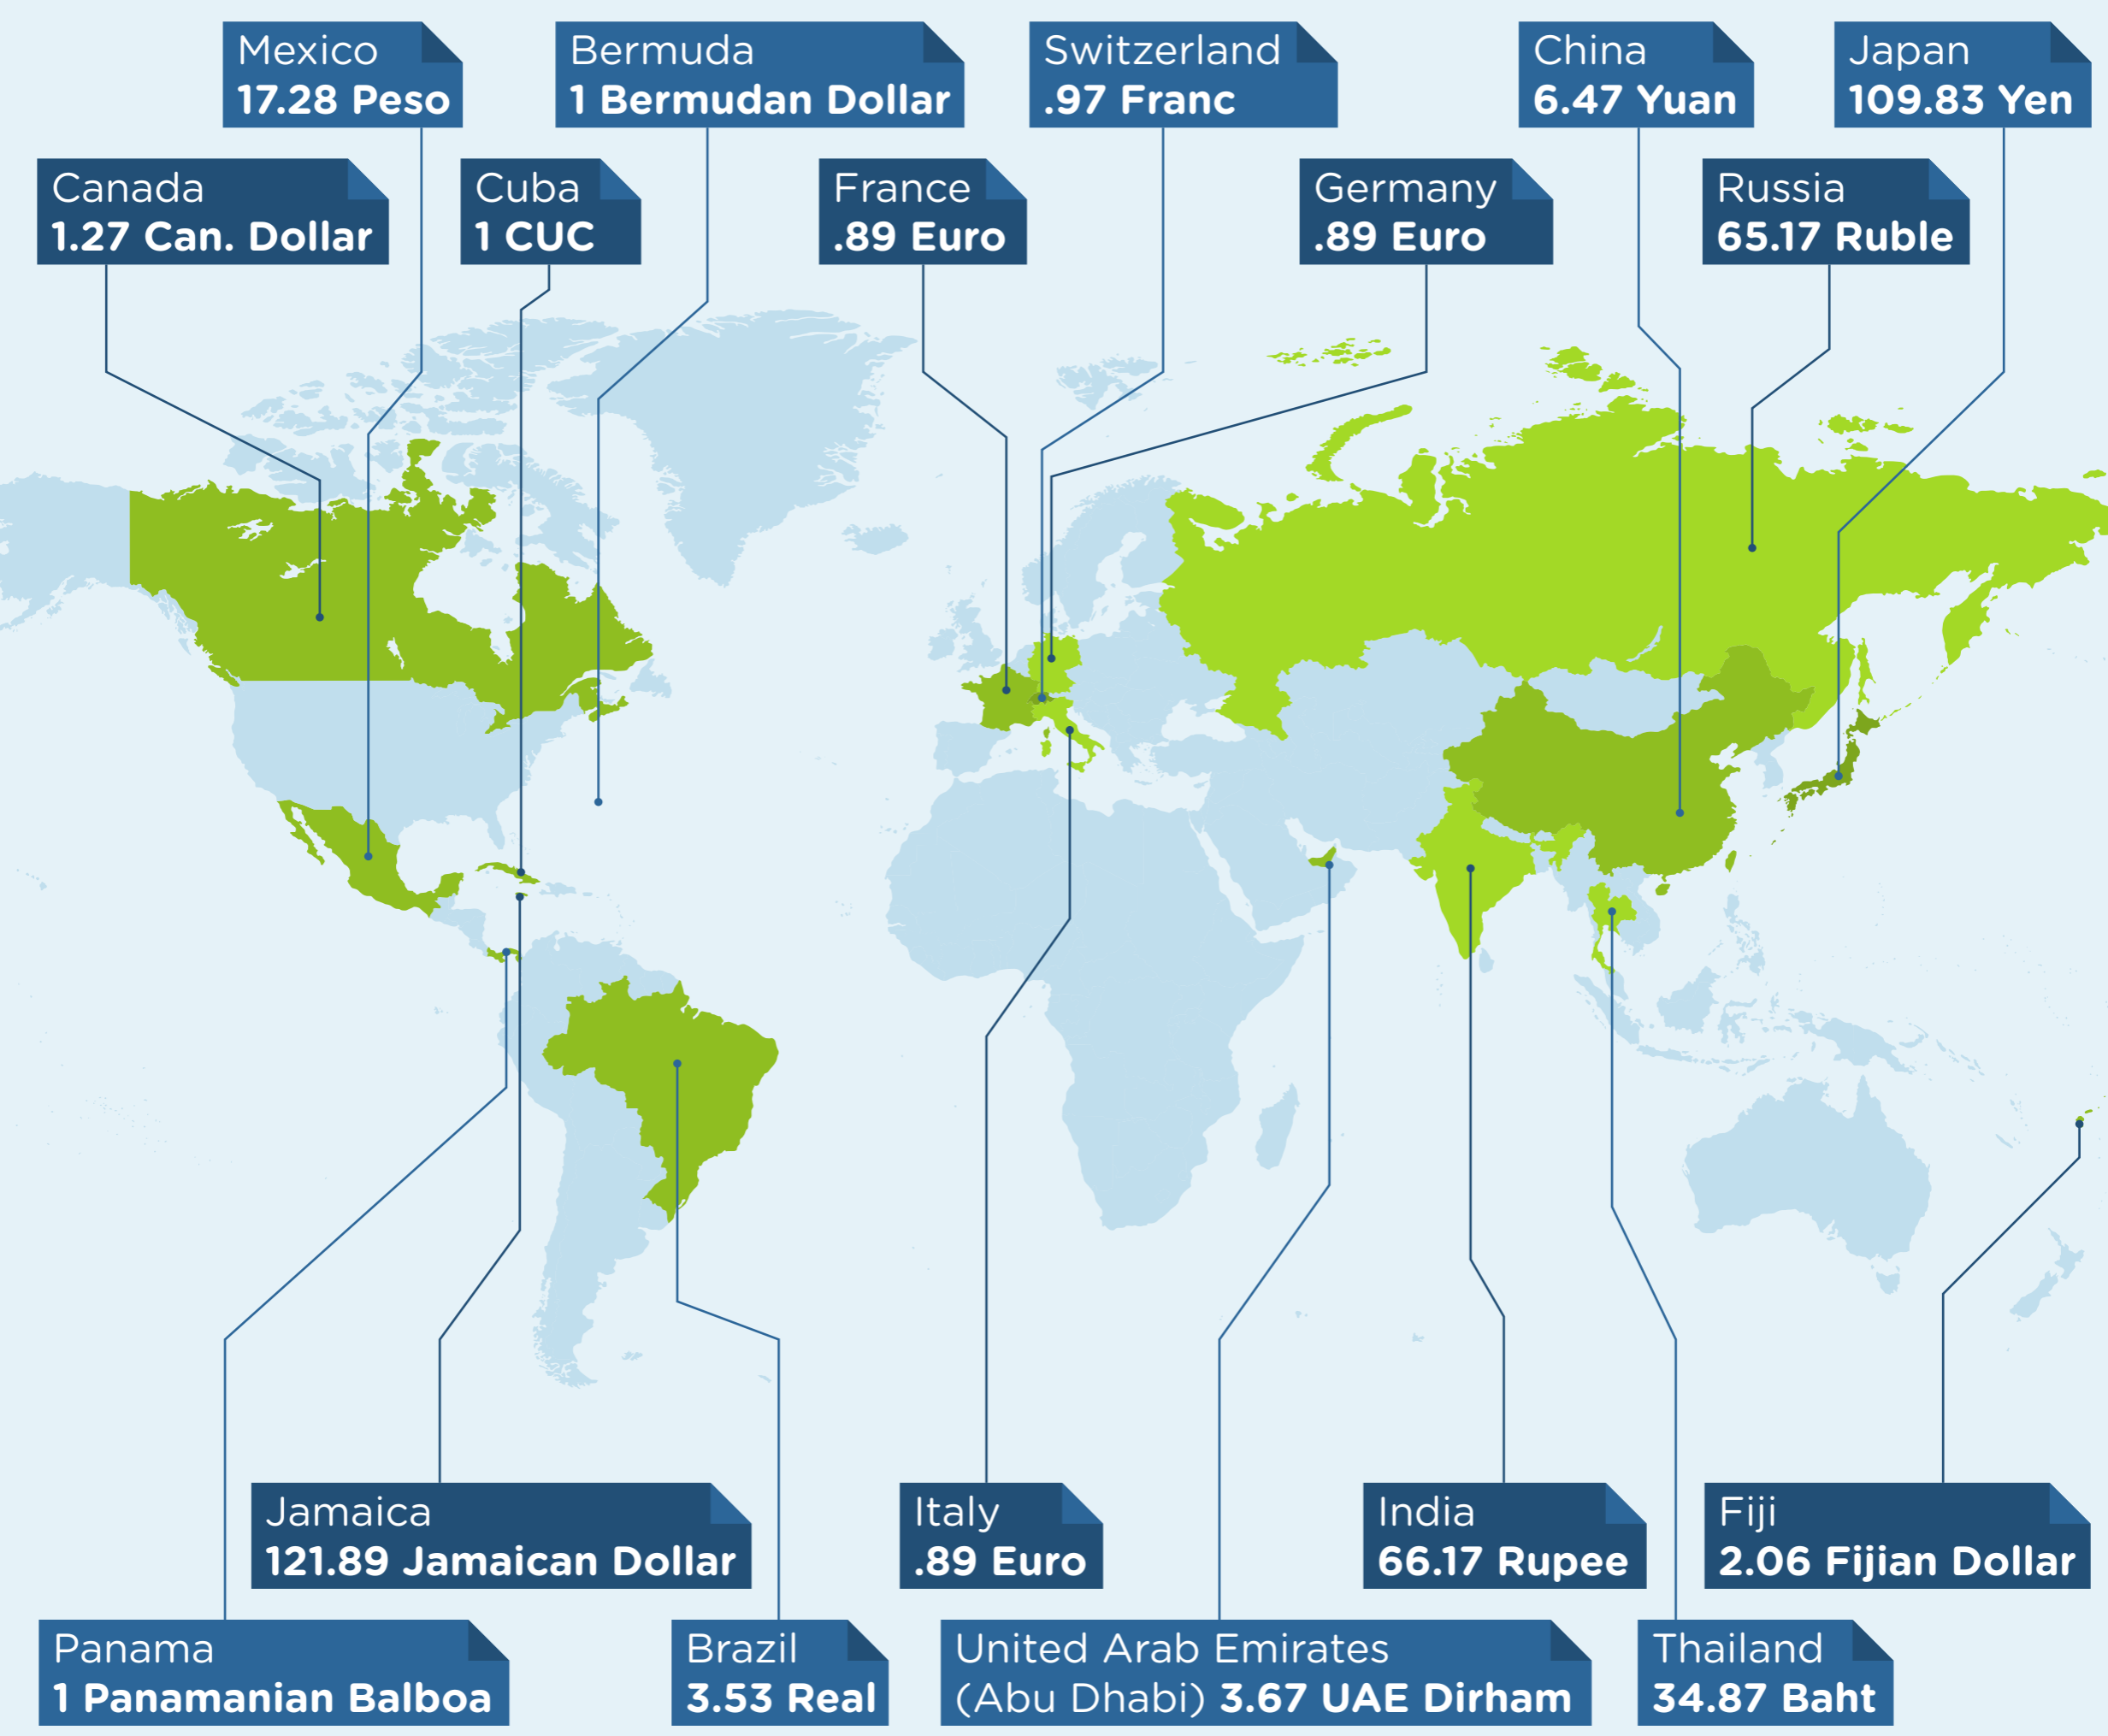 Mexico
17.28 Peso
Bermuda
1 Bermudan Dollar
Switzerland
.97 Franc
China
6.47 Yuan
Japan
109.83 Yen
Canada
1.27 Can. Dollar
Cuba
1 CUC
France
.89 Euro
Germany
.89 Euro
Russia
65.17 Ruble
Jamaica
121.89 Jamaican Dollar
Italy
.89 Euro
India
66.17 Rupee
Fiji
2.06 Fijian Dollar
Panama
1 Panamanian Balboa
Brazil
3.53 Real
United Arab Emirates
(Abu Dhabi) 3.67 UAE Dirham
Thailand
34.87 Baht